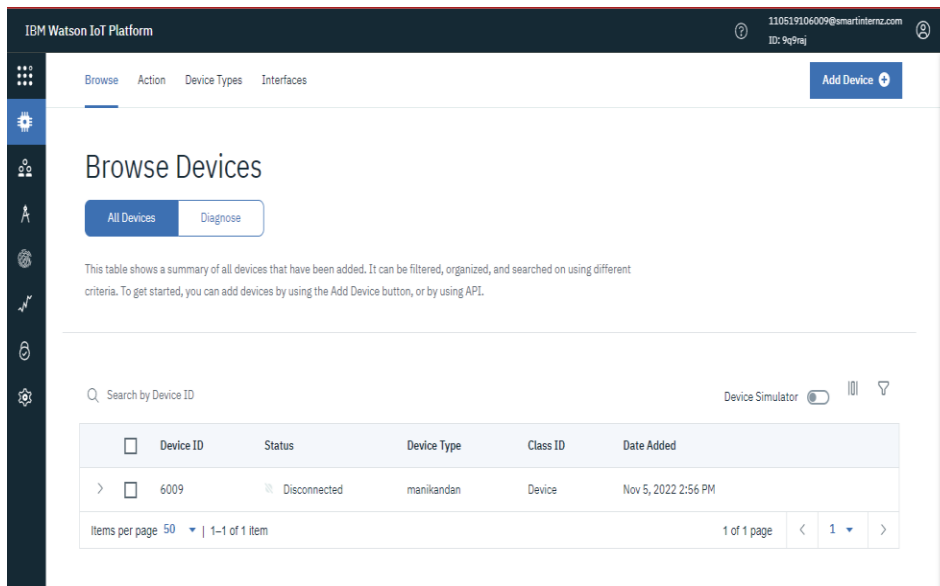 IBM Watson IoT Platform
110519106009@smartinternz.com
ID: 9q9raj
Browse Action Device Types Interfaces
Add Device
Browse Devices
All Devices Diagnose
This table shows a summary of all devices that have been added. It can be filtered, organized, and searched on using different
criteria. To get started, you can add devices by using the Add Device button, or by using API.
Search by Device ID
Device Simulator
Device ID Status Device Type Class ID Date Added
6009 Disconnected manikandan Device Nov 5, 2022 2:56 PM
Items per page 50 | 1–1 of 1 item
1 of 1 page 1